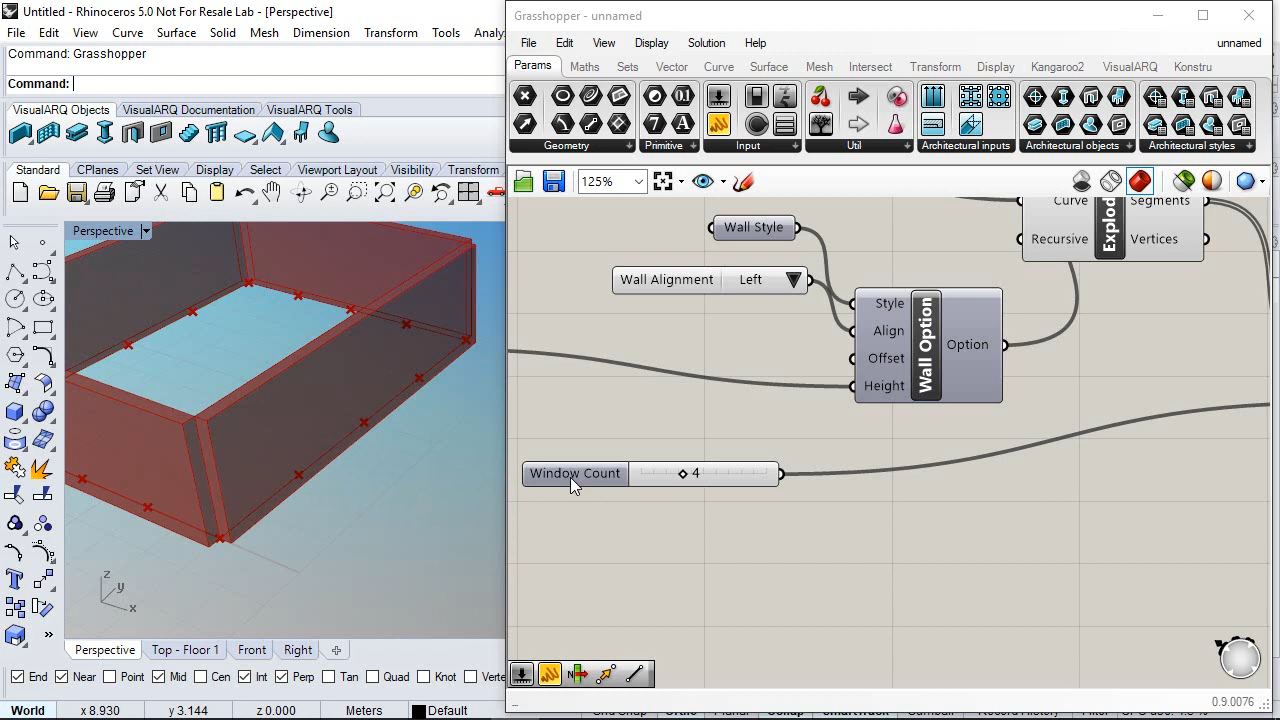 Untitled - Rhinoceros 5.0 Not For Resale Lab - [Perspective]
File Edit View Curve Surface Solid Mesh Dimension Transform Tools Analy
Command: Grasshopper
Command:
VisualARQ Objects VisualARQ Documentation VisualARQ Tools
Standard CPlanes Set View Display Select Viewport Layout Visibility Transform
Perspective
z
y
x
Perspective Top - Floor 1 Front Right
End Near Point Mid Cen Int Perp Tan Quad Knot Verte
World x 8.930 y 3.144 z 0.000 Meters Default
Grasshopper - unnamed
File Edit View Display Solution Help unnamed
Params Maths Sets Vector Curve Surface Mesh Intersect Transform Display Kangaroo2 VisualARQ Konstru
Geometry Primitive Input Util Architectural inputs Architectural objects Architectural styles
125%
Curve Segments
Recursive Explod Vertices
Wall Style
Wall Alignment Left
Style
Align
Offset
Height
Wall Option
Option
Window Count 4
0.9.0076